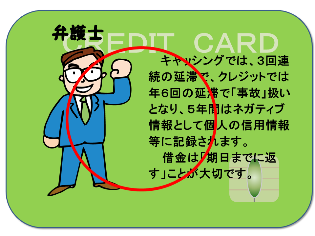 弁護士
CREDIT CARD
キャッシングでは、３回連
続の延滞で、クレジットでは
年６回の延滞で「事故」扱い
となり、５年間はネガティブ
情報として個人の信用情報
等に記録されます。
借金は「期日までに返
す」ことが大切です。